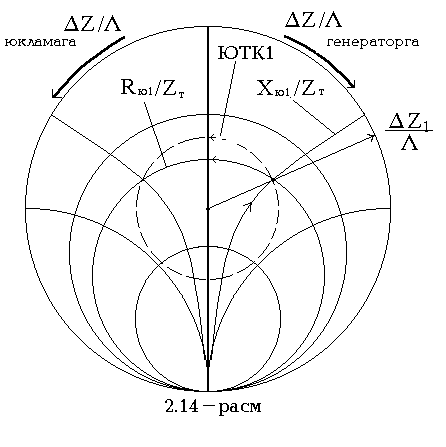 ΔZ/Λ
юкламага
ΔZ/Λ
генераторга
ЮТК1
Rю1/Zт
Xю1/Zт
ΔZ1
Λ
2.14－расм